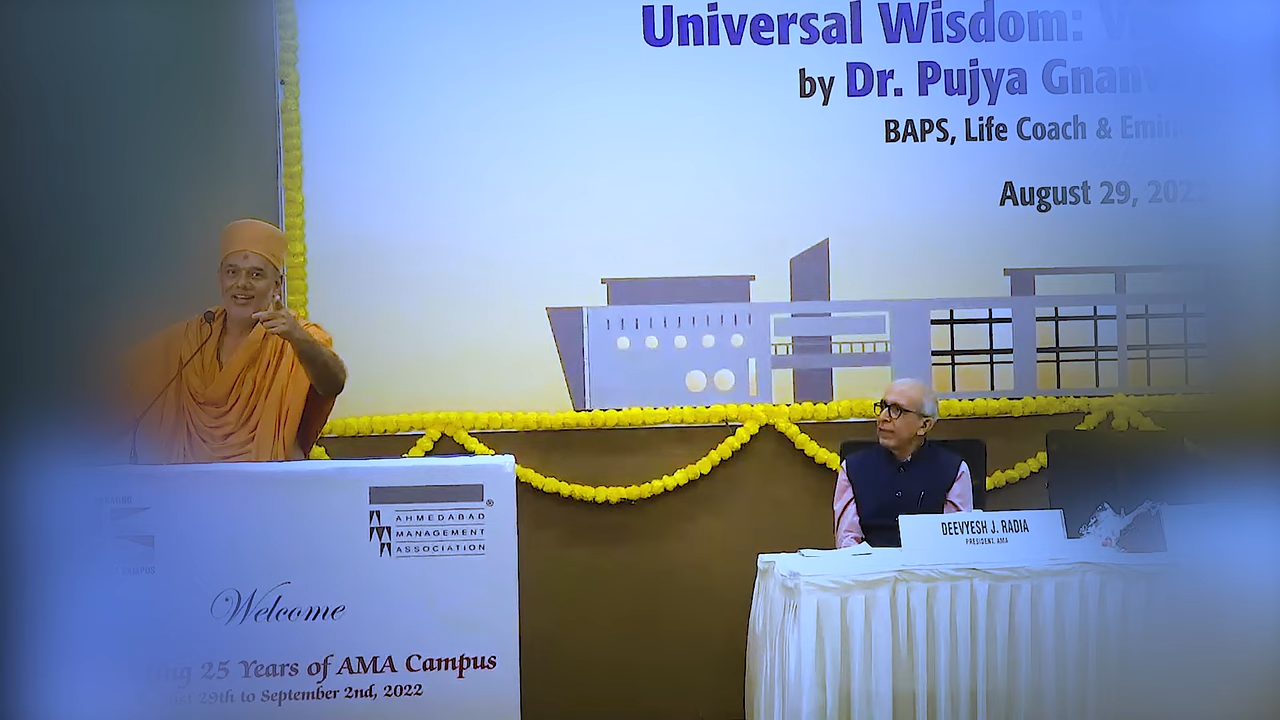 Universal Wisdom:
by Dr. Pujya
BAPS, Life Coach &
August 29,
AHMEDABAD
MANAGEMENT
ASSOCIATION
®
CAMPUS
Welcome
25 Years of AMA Campus
29th to September 2nd, 2022
DEEVYESH J. RADIA
PRESIDENT, AMA